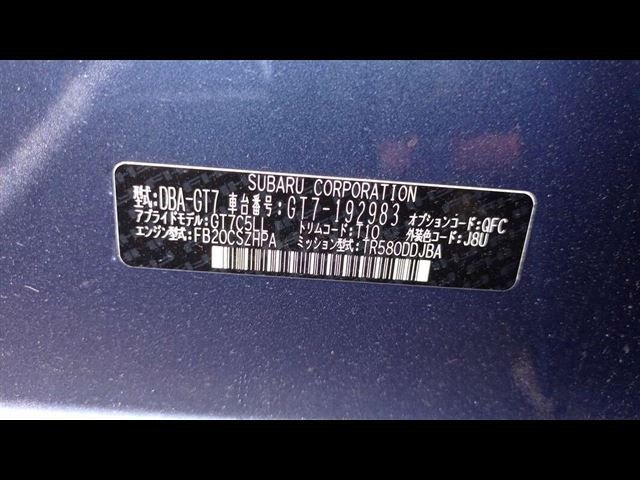 SUBARU CORPORATION
型式:DBA-GT7 車台番号:GT7-192983 オプションコード:QFC
アプライドモデル:GT7C5LL トリムコード:T10 外装色コード:J8U
エンジン型式:FB20CSZHPA ミッション型式:TR580DDJBA